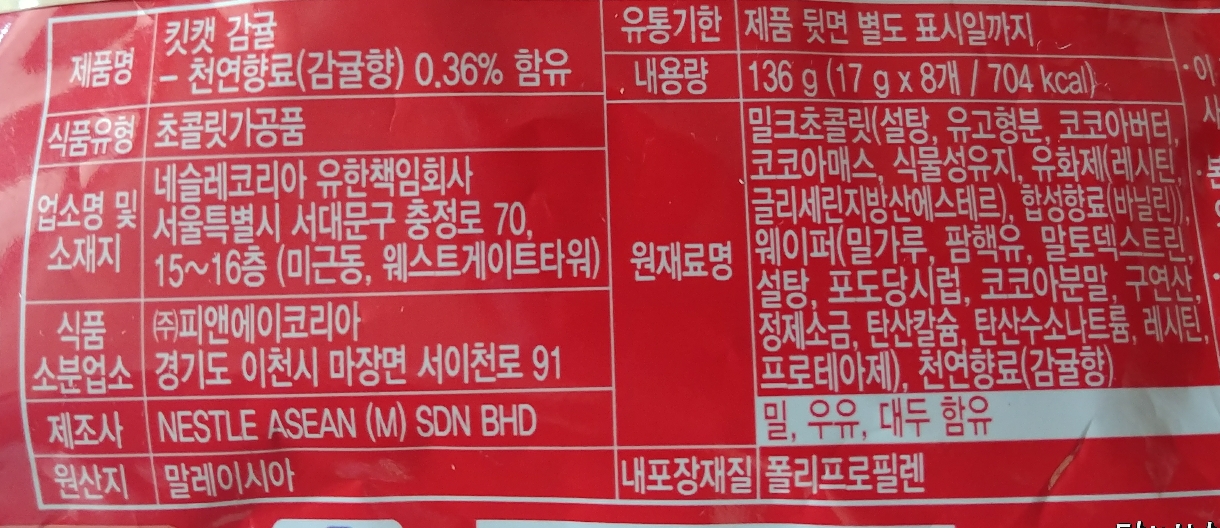 제품명
킷캣 감귤
- 천연향료(감귤향) 0.36% 함유
식품유형
초콜릿가공품
업소명 및
소재지
네슬레코리아 유한책임회사
서울특별시 서대문구 충정로 70,
15~16층 (미근동, 웨스트게이트타워)
식품
소분업소
㈜피앤에이코리아
경기도 이천시 마장면 서이천로 91
제조사
NESTLE ASEAN (M) SDN BHD
원산지
말레이시아
유통기한
제품 뒷면 별도 표시일까지
내용량
136 g (17 g x 8개 / 704 kcal)
원재료명
밀크초콜릿(설탕, 유고형분, 코코아버터,
코코아매스, 식물성유지, 유화제(레시틴,
글리세린지방산에스테르), 합성향료(바닐린)),
웨이퍼(밀가루, 팜핵유, 말토덱스트린,
설탕, 포도당시럽, 코코아분말, 구연산,
정제소금, 탄산칼슘, 탄산수소나트륨, 레시틴,
프로테아제), 천연향료(감귤향)
밀, 우유, 대두 함유
내포장재질
폴리프로필렌